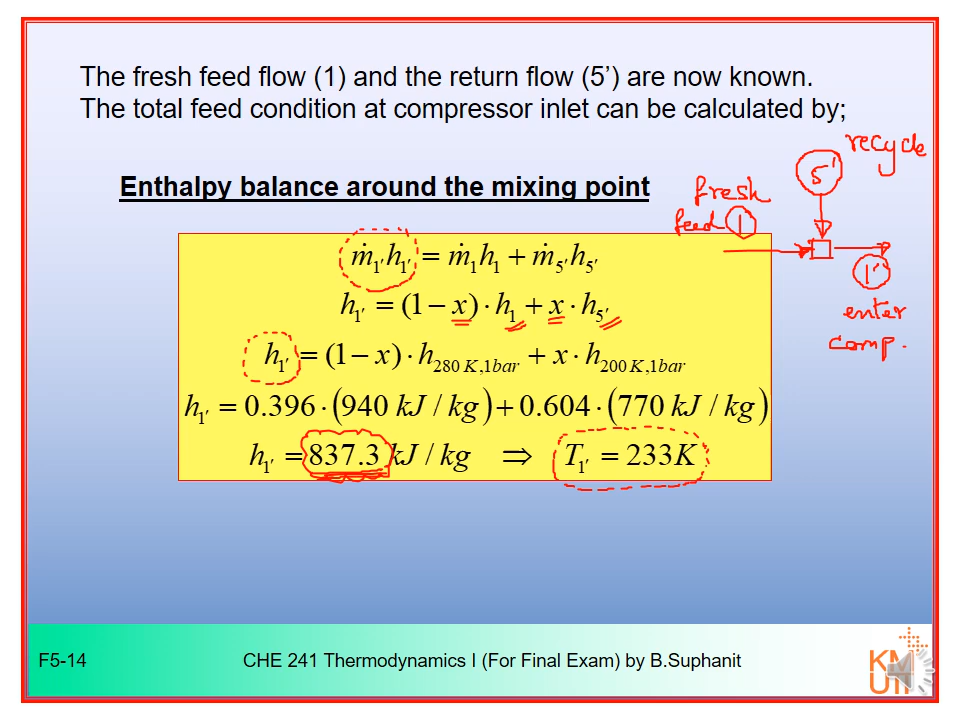 The fresh feed flow (1) and the return flow (5’) are now known.
The total feed condition at compressor inlet can be calculated by;
recycle
5'
Enthalpy balance around the mixing point
fresh
feed 1
ṁ₁′h₁′ = ṁ₁h₁ + ṁ₅′h₅′
1'
h₁′ = (1 − x) · h₁ + x · h₅′
enter
comp.
h₁′ = (1 − x) · h₂₈₀ K,1bar + x · h₂₀₀ K,1bar
h₁′ = 0.396 · (940 kJ / kg) + 0.604 · (770 kJ / kg)
h₁′ = 837.3 kJ / kg ⇒ T₁′ = 233K
F5-14
CHE 241 Thermodynamics I (For Final Exam) by B.Suphanit